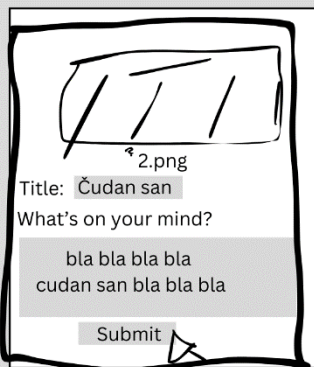 2.png
Title: Čudan san
What's on your mind?
bla bla bla bla
cudan san bla bla bla
Submit